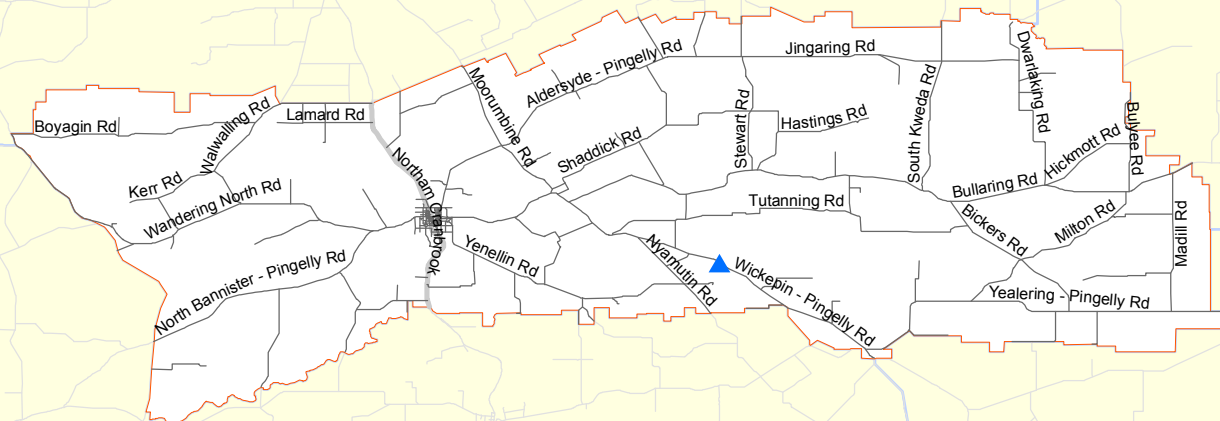 Jingaring Rd
Aldersyde - Pingelly Rd
Dwarlaking Rd
Moorumbine Rd
South Kweda Rd
Stewart Rd
Lamard Rd
Walwalling Rd
Boyagin Rd
Hastings Rd
Bulyee Rd
Shaddick Rd
Hickmott Rd
Northam Cranbrook
Kerr Rd
Bullaring Rd
Wandering North Rd
Tutanning Rd
Bickers Rd
Milton Rd
Madill Rd
Yenellin Rd
Nyamutin Rd
Wickepin - Pingelly Rd
North Bannister - Pingelly Rd
Yealering - Pingelly Rd